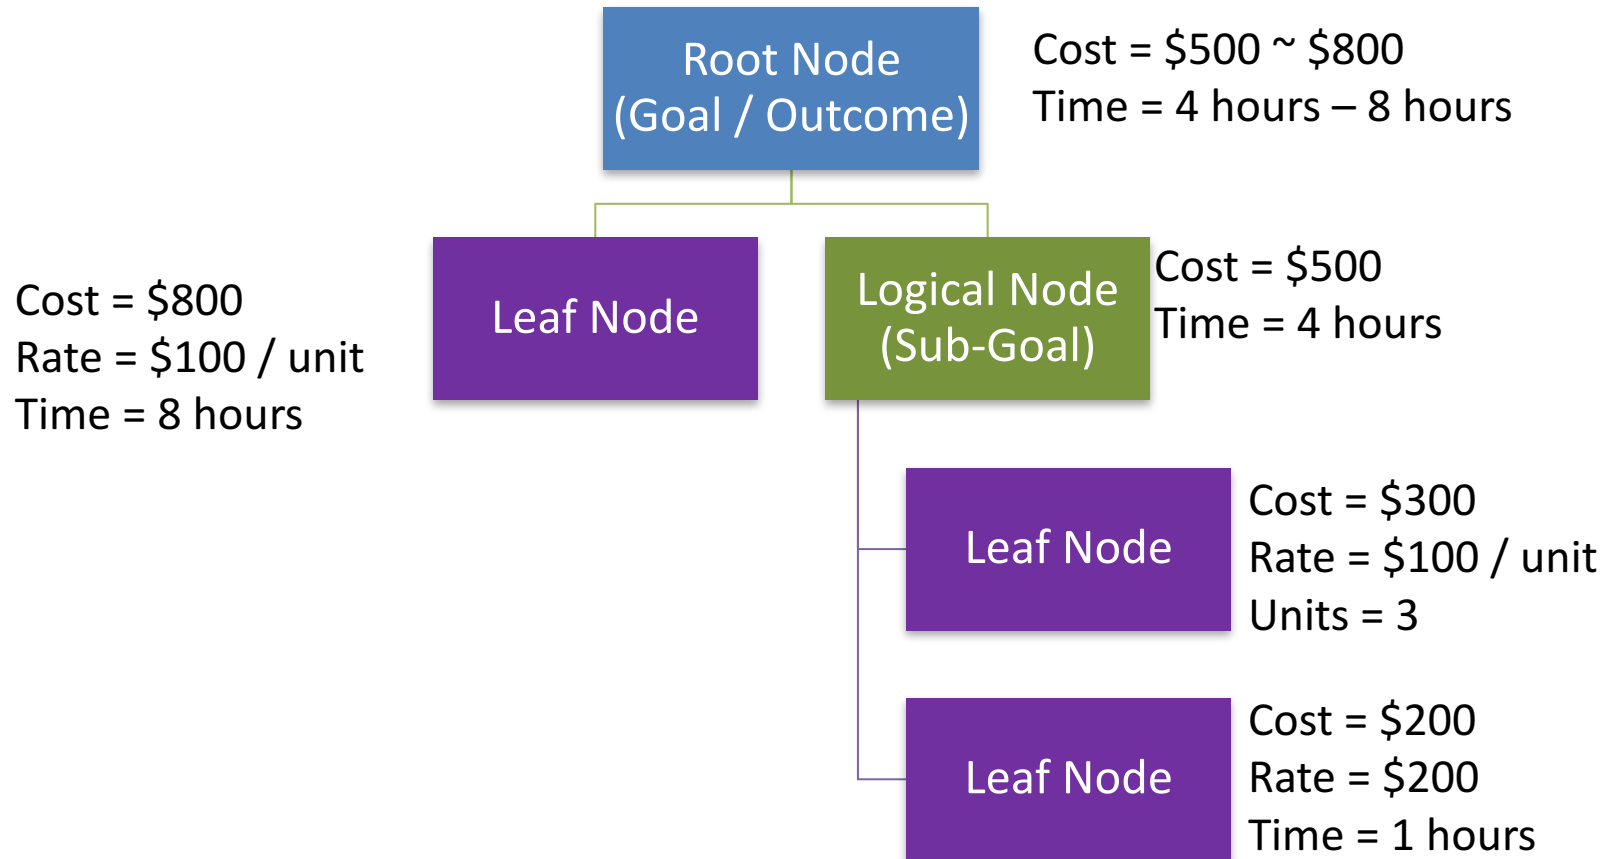 Root Node
(Goal / Outcome)
Cost = $500 ~ $800
Time = 4 hours – 8 hours
Cost = $800
Rate = $100 / unit
Time = 8 hours
Leaf Node
Logical Node
(Sub-Goal)
Cost = $500
Time = 4 hours
Leaf Node
Cost = $300
Rate = $100 / unit
Units = 3
Leaf Node
Cost = $200
Rate = $200
Time = 1 hours